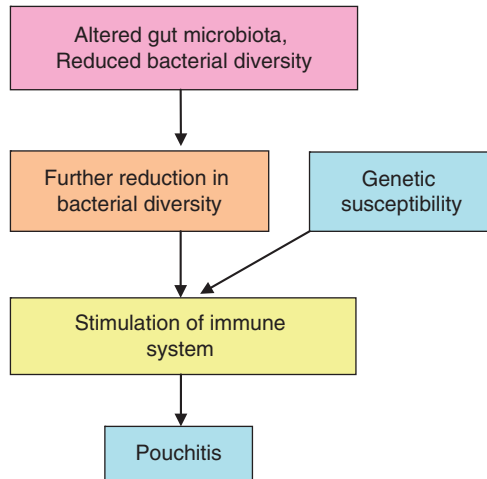 Altered gut microbiota,
Reduced bacterial diversity
Further reduction in
bacterial diversity
Genetic
susceptibility
Stimulation of immune
system
Pouchitis